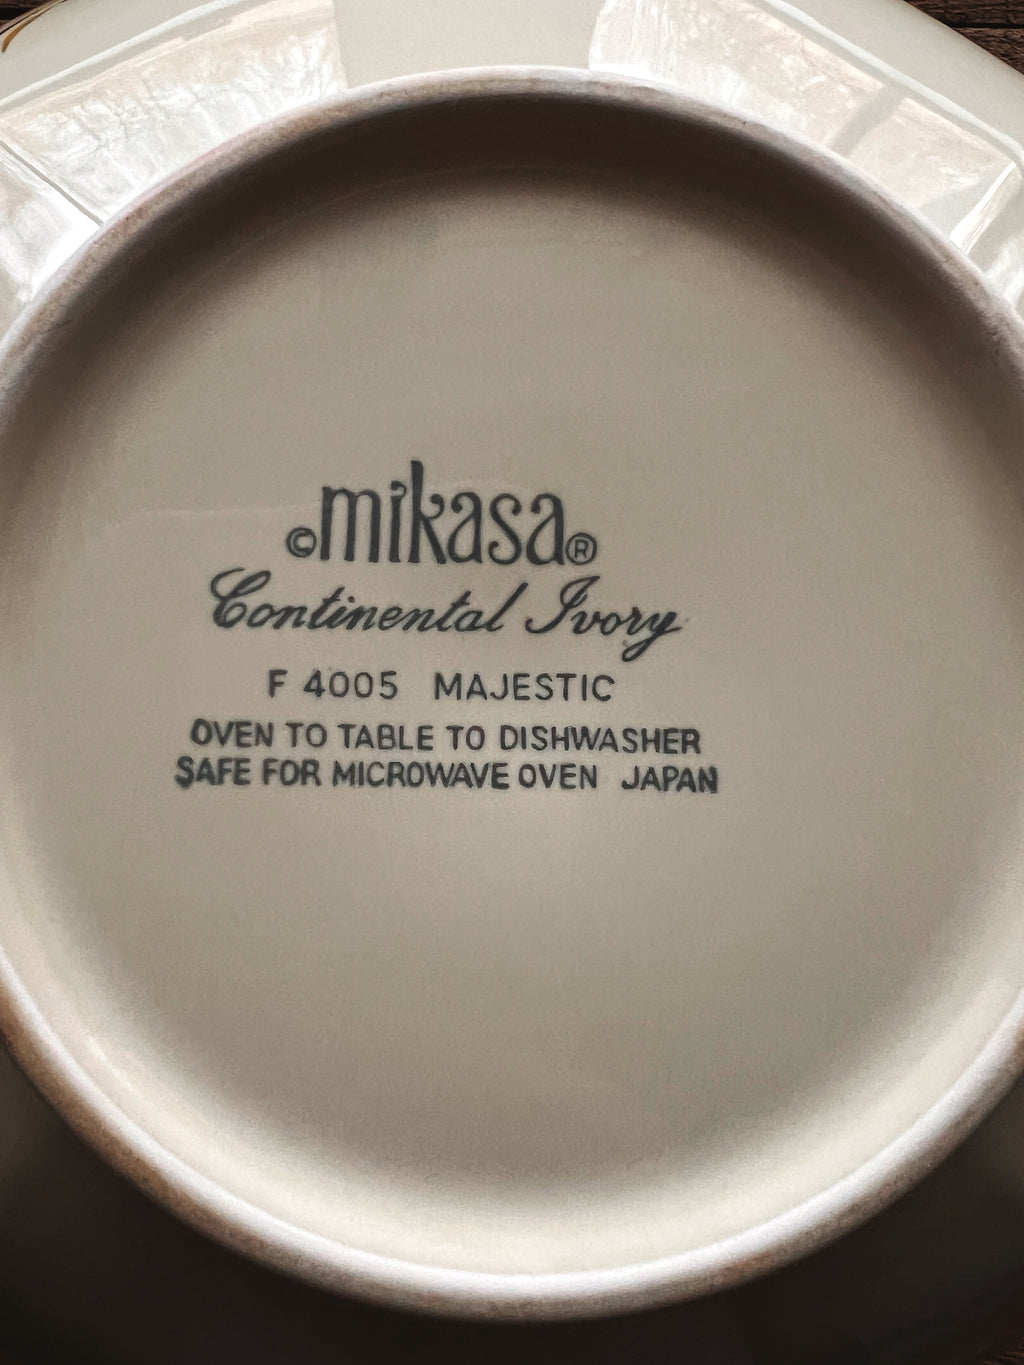 ©mikasa®
Continental Ivory
F 4005 MAJESTIC
OVEN TO TABLE TO DISHWASHER
SAFE FOR MICROWAVE OVEN JAPAN